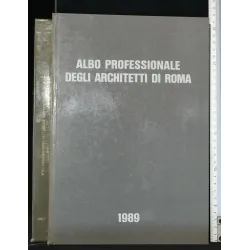 ALBO PROFESSIONALE
DEGLI ARCHITETTI DI ROMA
1989